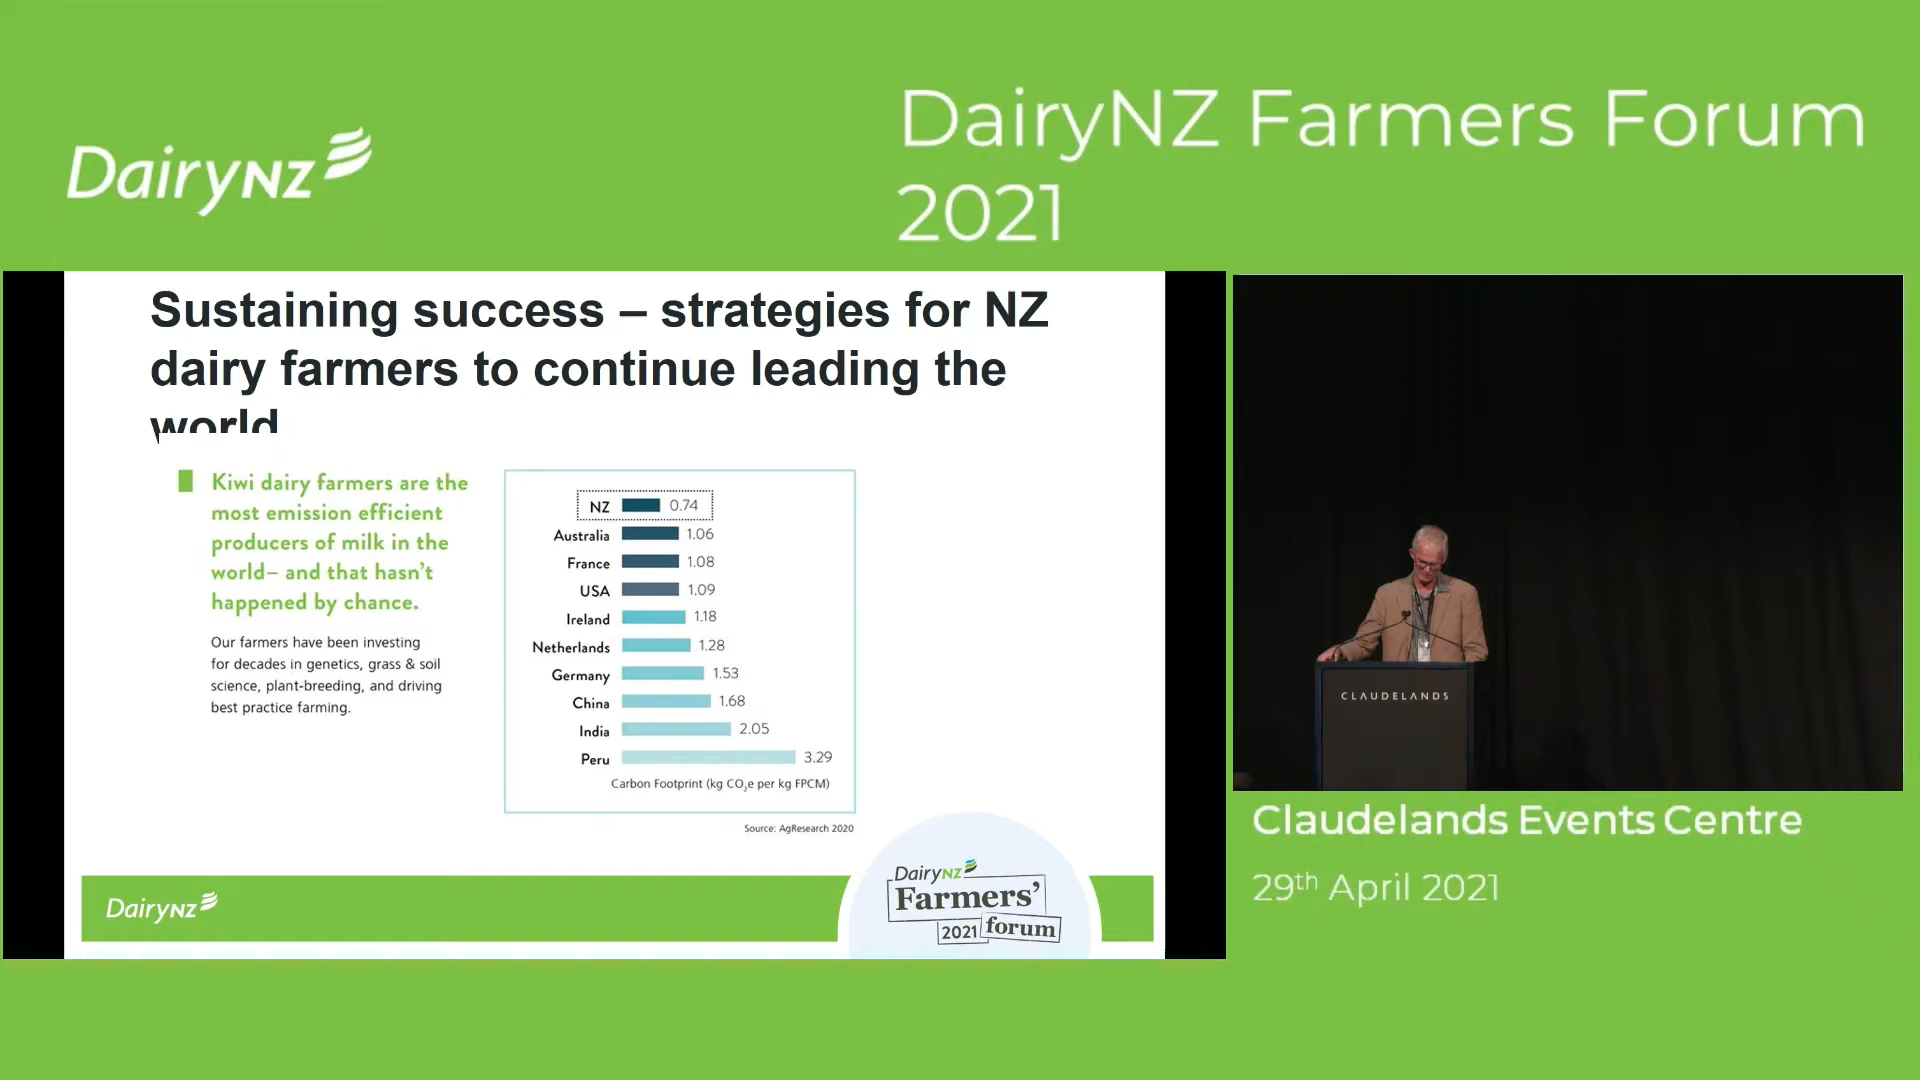 DairyNZ
DairyNZ Farmers Forum
2021
Sustaining success – strategies for NZ
dairy farmers to continue leading the
world
Kiwi dairy farmers are the
most emission efficient
producers of milk in the
world– and that hasn't
happened by chance.
Our farmers have been investing
for decades in genetics, grass & soil
science, plant-breeding, and driving
best practice farming.
NZ 0.74
Australia 1.06
France 1.08
USA 1.09
Ireland 1.18
Netherlands 1.28
Germany 1.53
China 1.68
India 2.05
Peru 3.29
Carbon Footprint (kg CO₂e per kg FPCM)
Source: AgResearch 2020
DairyNZ
DairyNZ
Farmers'
2021 forum
CLAUDELANDS
Claudelands Events Centre
29th April 2021